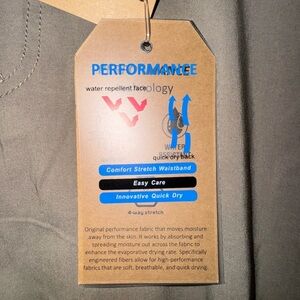 PERFORMANCE
water repellent face
ology
WATER
quick dry back
Comfort Stretch Waistband
Easy Care
Innovative Quick Dry
4-way stretch
Original performance fabric that moves moisture
away from the skin. It works by absorbing and
spreading moisture out across the fabric to
enhance the evaporative drying rate. Specifically
engineered fibers allow for high-performance
fabrics that are soft, breathable, and quick drying.